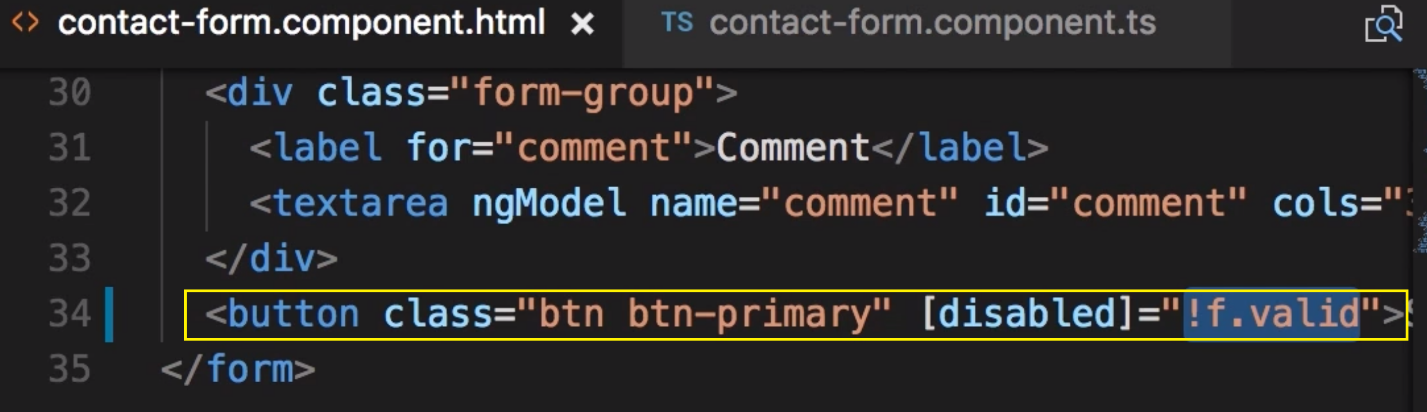 <> contact-form.component.html × TS contact-form.component.ts
30 <div class="form-group">
31 <label for="comment">Comment</label>
32 <textarea ngModel name="comment" id="comment" cols="
33 </div>
34 <button class="btn btn-primary" [disabled]="!f.valid">
35 </form>